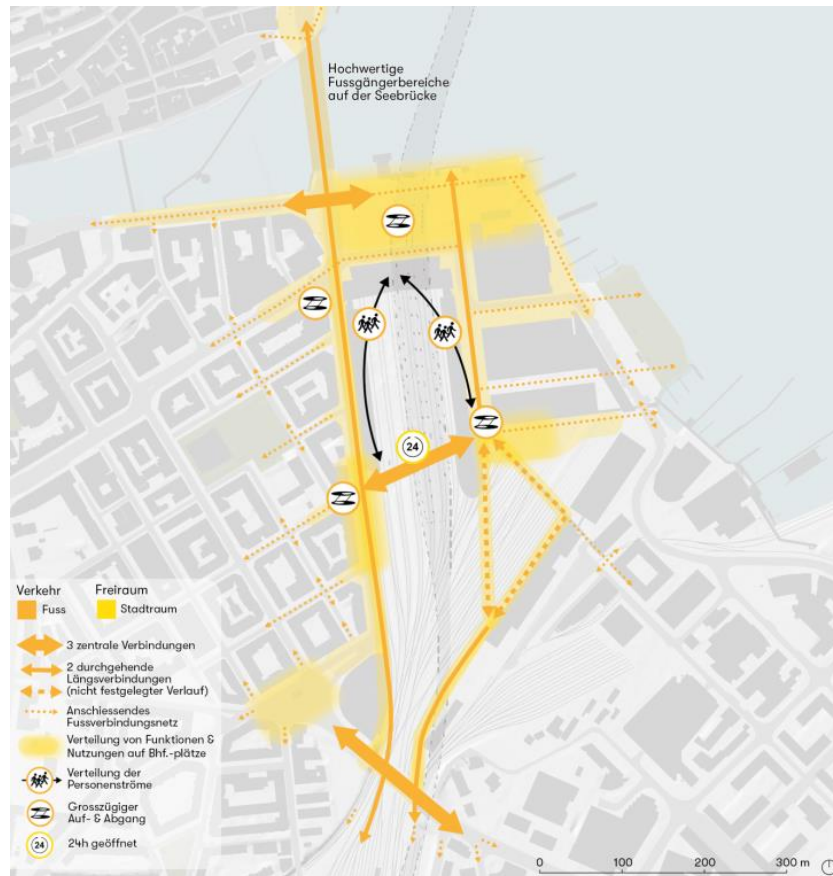 Hochwertige
Fussgängerbereiche
auf der Seebrücke
24
Verkehr Freiraum
Fuss Stadtraum
3 zentrale Verbindungen
2 durchgehende
Längsverbindungen
(nicht festgelegter Verlauf)
Anschiessendes
Fussverbindungsnetz
Verteilung von Funktionen &
Nutzungen auf Bhf.-plätze
Verteilung der
Personenströme
Grosszügiger
Auf- & Abgang
24 24h geöffnet
0 100 200 300 m